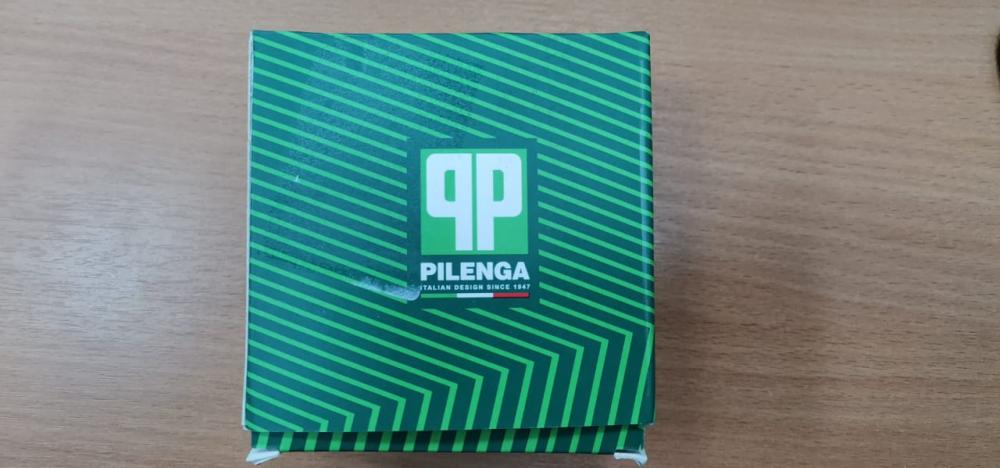 PILENGA
ITALIAN DESIGN SINCE 1947